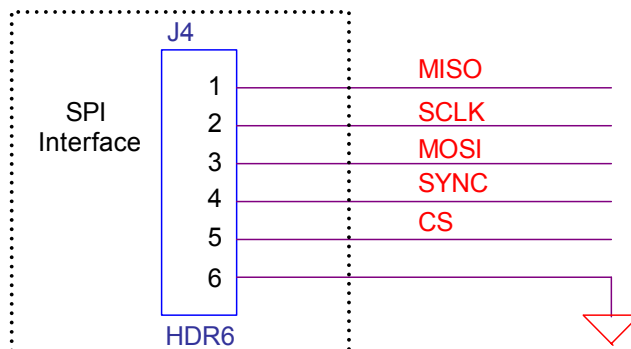 J4
SPI
Interface
1 MISO
2 SCLK
3 MOSI
4 SYNC
5 CS
6
HDR6